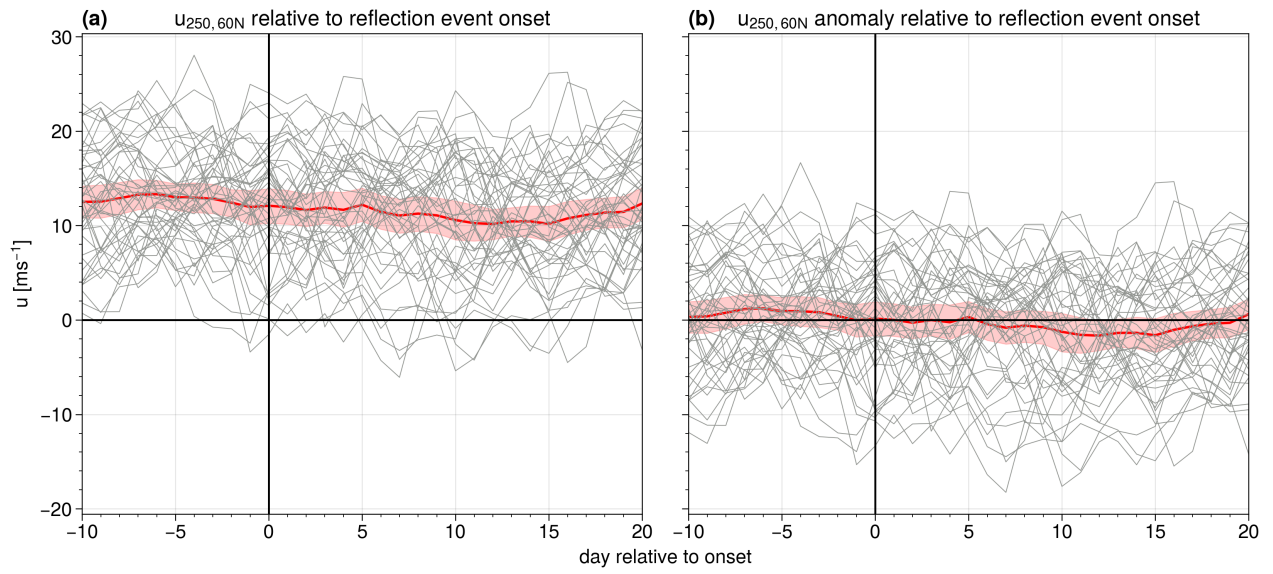 (a) u250, 60N relative to reflection event onset
(b) u250, 60N anomaly relative to reflection event onset
30
20
10
0
−10
−20
u [ms−1]
−10 −5 0 5 10 15 20
−10 −5 0 5 10 15 20
day relative to onset